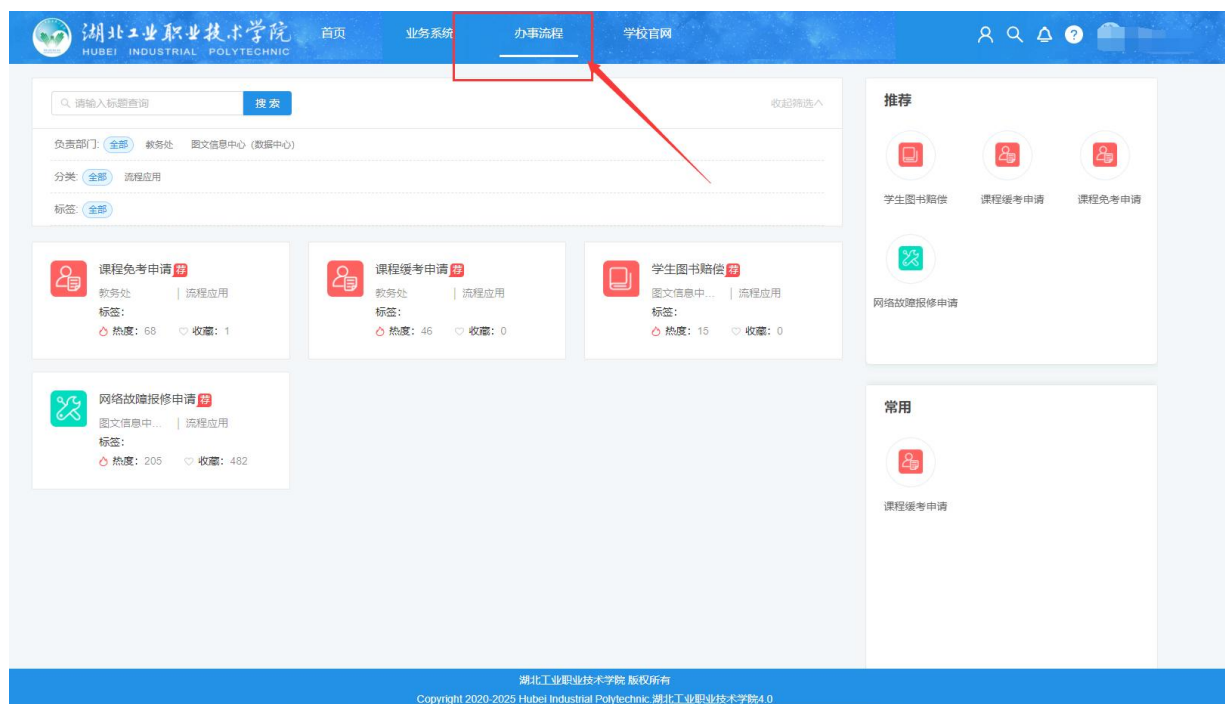 湖北工业职业技术学院
HUBEI INDUSTRIAL POLYTECHNIC
首页 业务系统 办事流程 学校官网
请输入标题查询 搜索 收起筛选
负责部门: 全部 教务处 图文信息中心（数据中心）
分类: 全部 流程应用
标签: 全部
课程免考申请 荐
教务处 | 流程应用
标签:
热度: 68 收藏: 1
课程缓考申请 荐
教务处 | 流程应用
标签:
热度: 46 收藏: 0
学生图书赔偿 荐
图文信息中... | 流程应用
标签:
热度: 15 收藏: 0
网络故障报修申请 荐
图文信息中... | 流程应用
标签:
热度: 205 收藏: 482
推荐
学生图书赔偿 课程缓考申请 课程免考申请
网络故障报修申请
常用
课程缓考申请
湖北工业职业技术学院 版权所有
Copyright 2020-2025 Hubei Industrial Polytechnic.湖北工业职业技术学院4.0